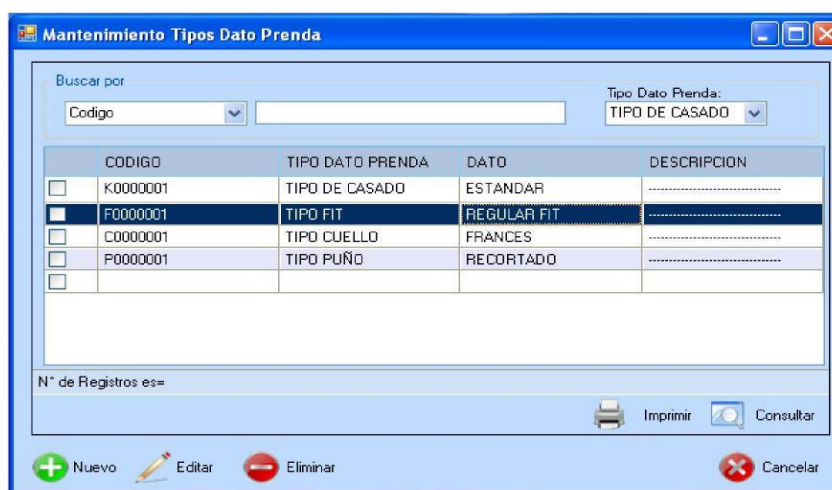 Mantenimiento Tipos Dato Prenda
Buscar por
Tipo Dato Prenda:
Codigo TIPO DE CASADO
CODIGO TIPO DATO PRENDA DATO DESCRIPCION
K0000001 TIPO DE CASADO ESTANDAR ---------------------------------
F0000001 TIPO FIT REGULAR FIT ---------------------------------
C0000001 TIPO CUELLO FRANCES ---------------------------------
P0000001 TIPO PUÑO RECORTADO ---------------------------------
N° de Registros es=
Imprimir Consultar
Nuevo Editar Eliminar Cancelar